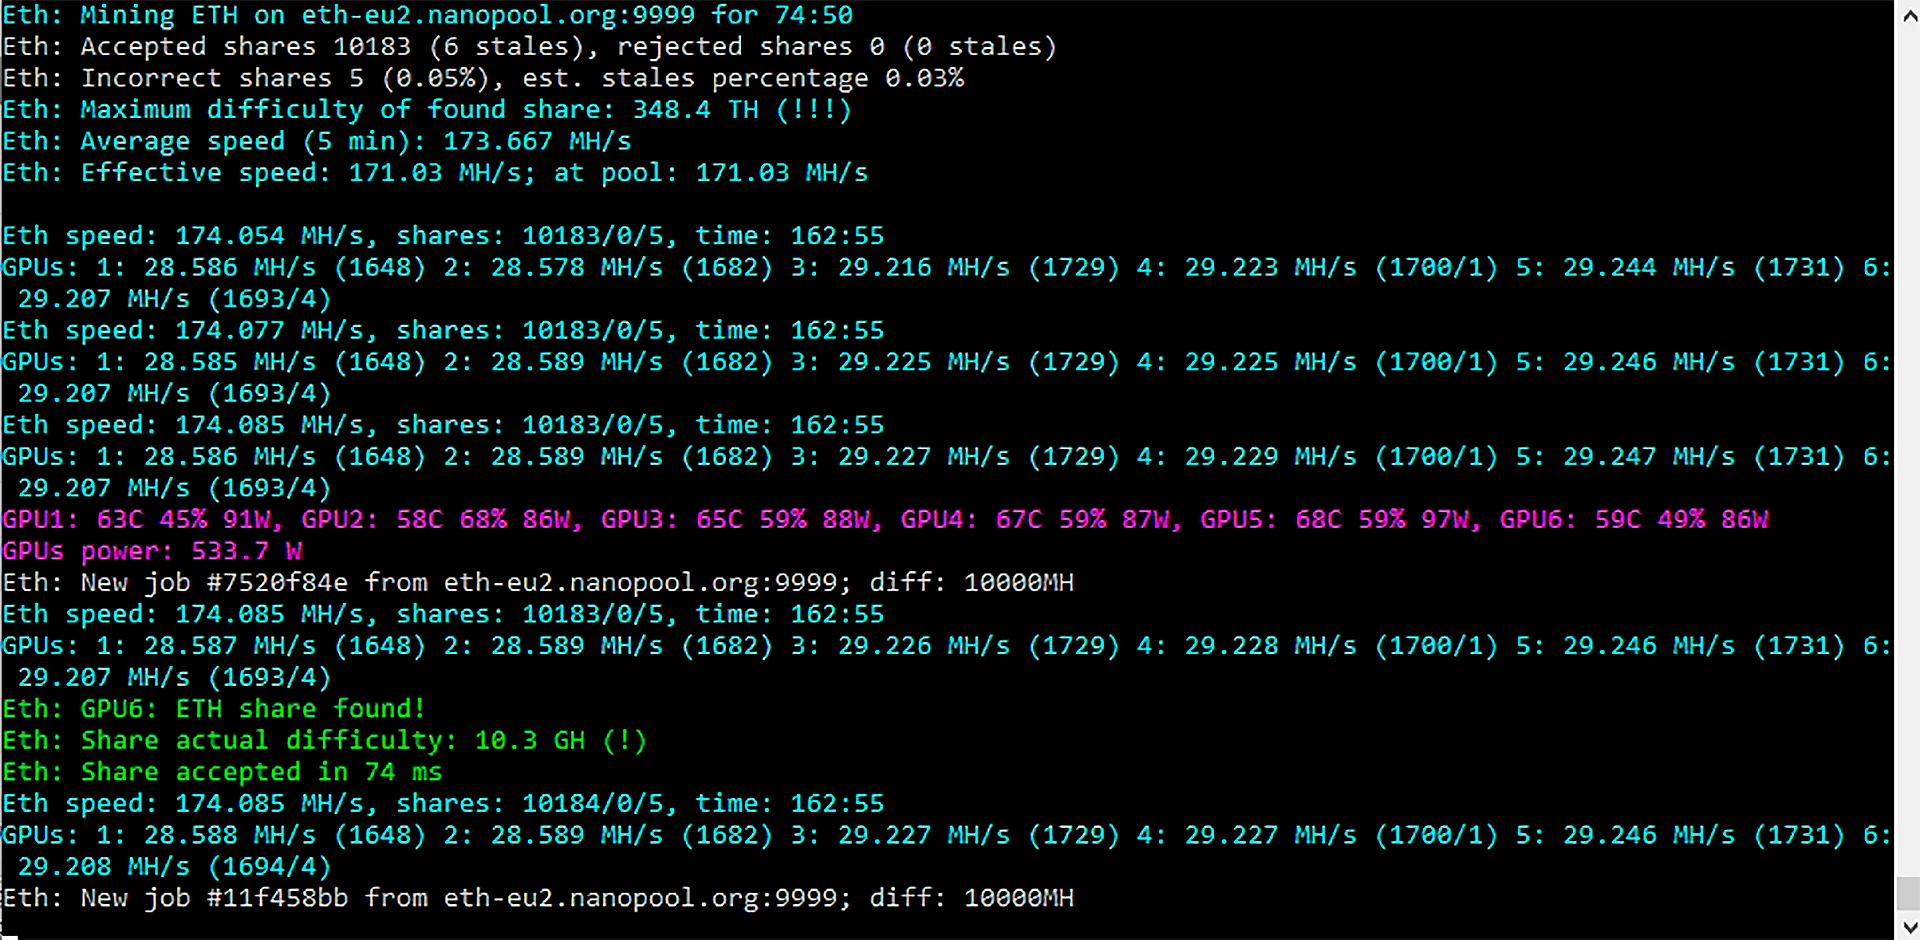 Eth: Mining ETH on eth-eu2.nanopool.org:9999 for 74:50
Eth: Accepted shares 10183 (6 stales), rejected shares 0 (0 stales)
Eth: Incorrect shares 5 (0.05%), est. stales percentage 0.03%
Eth: Maximum difficulty of found share: 348.4 TH (!!!)
Eth: Average speed (5 min): 173.667 MH/s
Eth: Effective speed: 171.03 MH/s; at pool: 171.03 MH/s
Eth speed: 174.054 MH/s, shares: 10183/0/5, time: 162:55
GPUs: 1: 28.586 MH/s (1648) 2: 28.578 MH/s (1682) 3: 29.216 MH/s (1729) 4: 29.223 MH/s (1700/1) 5: 29.244 MH/s (1731) 6:
29.207 MH/s (1693/4)
Eth speed: 174.077 MH/s, shares: 10183/0/5, time: 162:55
GPUs: 1: 28.585 MH/s (1648) 2: 28.589 MH/s (1682) 3: 29.225 MH/s (1729) 4: 29.225 MH/s (1700/1) 5: 29.246 MH/s (1731) 6:
29.207 MH/s (1693/4)
Eth speed: 174.085 MH/s, shares: 10183/0/5, time: 162:55
GPUs: 1: 28.586 MH/s (1648) 2: 28.589 MH/s (1682) 3: 29.227 MH/s (1729) 4: 29.229 MH/s (1700/1) 5: 29.247 MH/s (1731) 6:
29.207 MH/s (1693/4)
GPU1: 63C 45% 91W, GPU2: 58C 68% 86W, GPU3: 65C 59% 88W, GPU4: 67C 59% 87W, GPU5: 68C 59% 97W, GPU6: 59C 49% 86W
GPUs power: 533.7 W
Eth: New job #7520f84e from eth-eu2.nanopool.org:9999; diff: 10000MH
Eth speed: 174.085 MH/s, shares: 10183/0/5, time: 162:55
GPUs: 1: 28.587 MH/s (1648) 2: 28.589 MH/s (1682) 3: 29.226 MH/s (1729) 4: 29.228 MH/s (1700/1) 5: 29.246 MH/s (1731) 6:
29.207 MH/s (1693/4)
Eth: GPU6: ETH share found!
Eth: Share actual difficulty: 10.3 GH (!)
Eth: Share accepted in 74 ms
Eth speed: 174.085 MH/s, shares: 10184/0/5, time: 162:55
GPUs: 1: 28.588 MH/s (1648) 2: 28.589 MH/s (1682) 3: 29.227 MH/s (1729) 4: 29.227 MH/s (1700/1) 5: 29.246 MH/s (1731) 6:
29.208 MH/s (1694/4)
Eth: New job #11f458bb from eth-eu2.nanopool.org:9999; diff: 10000MH